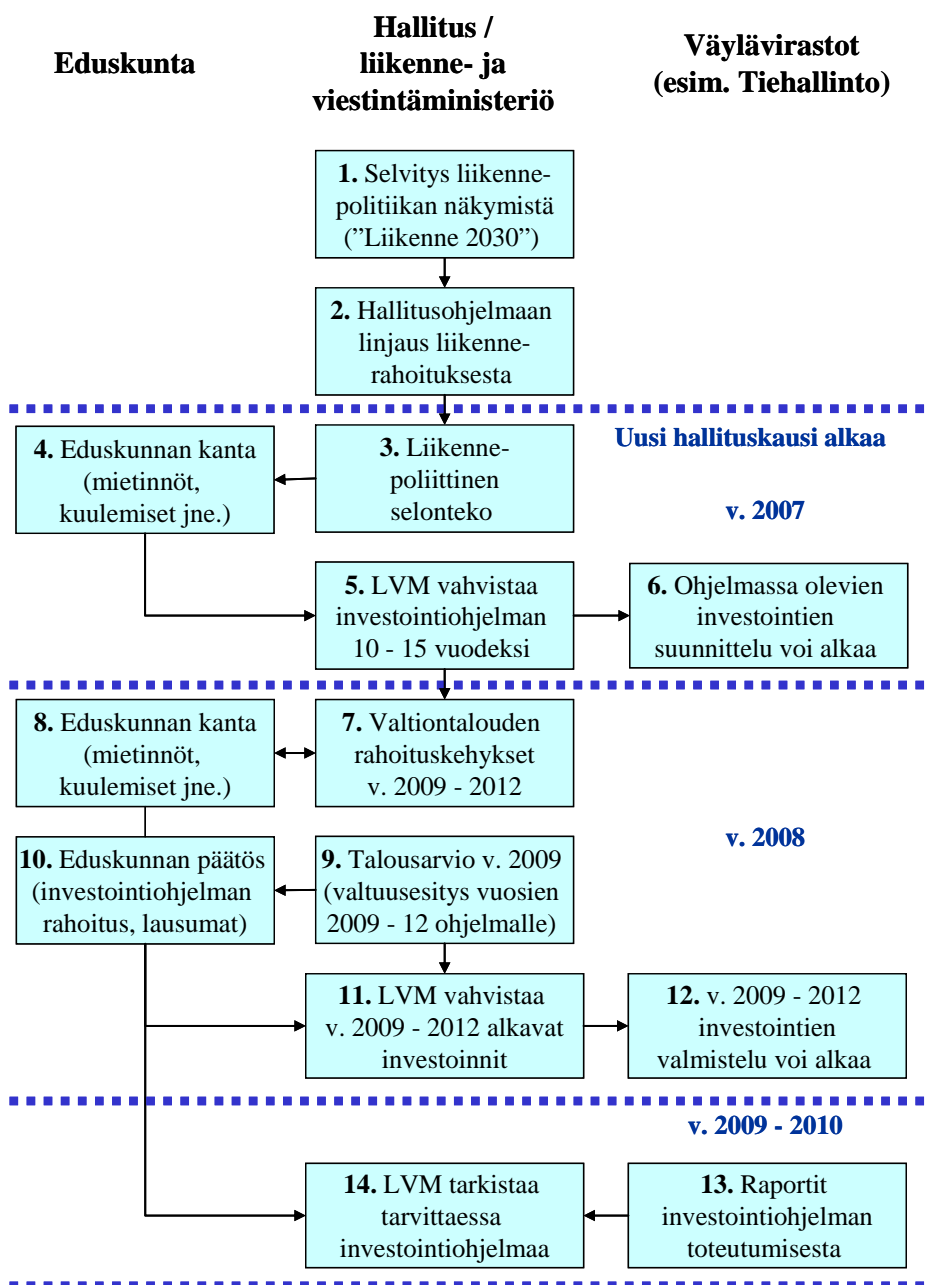 Eduskunta
Hallitus /
liikenne- ja
viestintäministeriö
Väylävirastot
(esim. Tiehallinto)
1. Selvitys liikenne-
politiikan näkymistä
(”Liikenne 2030”)
2. Hallitusohjelmaan
linjaus liikenne-
rahoituksesta
Uusi hallituskausi alkaa
v. 2007
4. Eduskunnan kanta
(mietinnöt,
kuulemiset jne.)
3. Liikenne-
poliittinen
selonteko
5. LVM vahvistaa
investointiohjelman
10 - 15 vuodeksi
6. Ohjelmassa olevien
investointien
suunnittelu voi alkaa
8. Eduskunnan kanta
(mietinnöt,
kuulemiset jne.)
7. Valtiontalouden
rahoituskehykset
v. 2009 - 2012
v. 2008
10. Eduskunnan päätös
(investointiohjelman
rahoitus, lausumat)
9. Talousarvio v. 2009
(valtuusesitys vuosien
2009 - 12 ohjelmalle)
11. LVM vahvistaa
v. 2009 - 2012 alkavat
investoinnit
12. v. 2009 - 2012
investointien
valmistelu voi alkaa
v. 2009 - 2010
14. LVM tarkistaa
tarvittaessa
investointiohjelmaa
13. Raportit
investointiohjelman
toteutumisesta